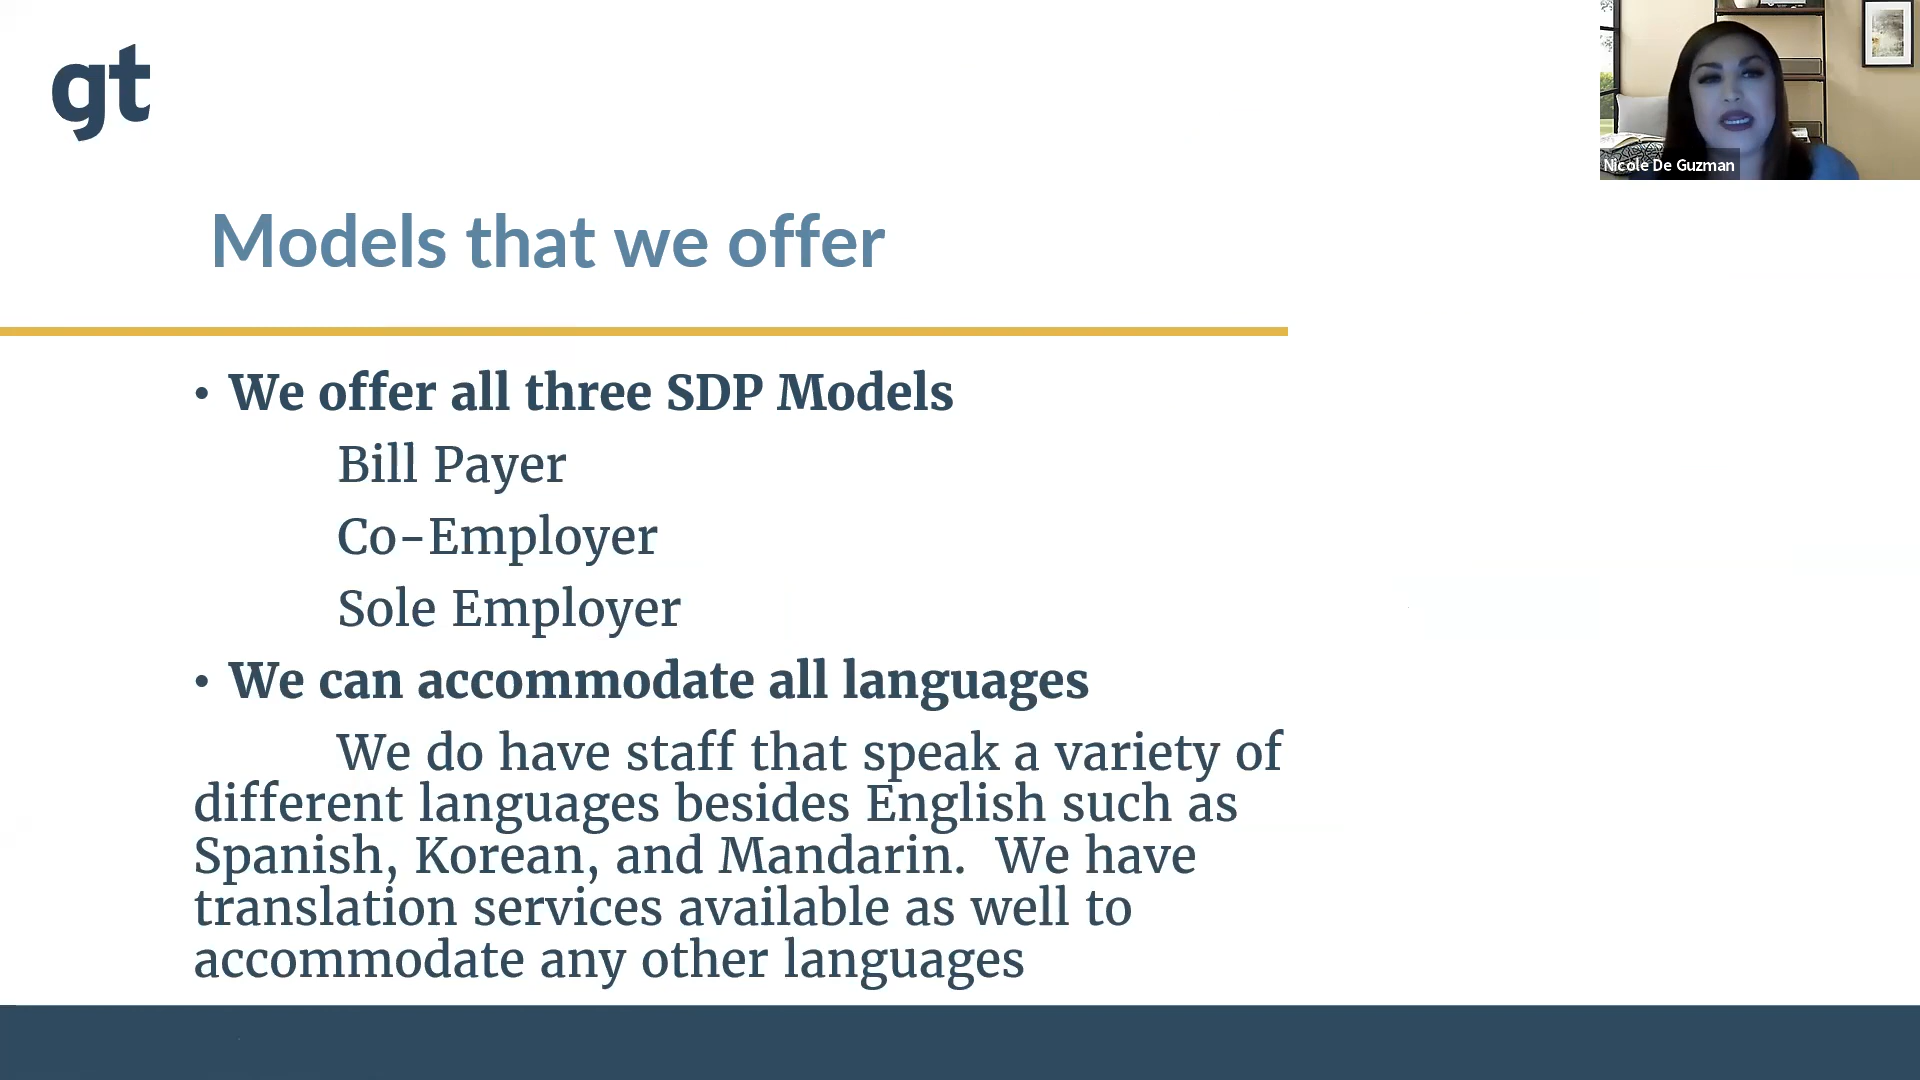 gt
Nicole De Guzman
Models that we offer
• We offer all three SDP Models
Bill Payer
Co-Employer
Sole Employer
• We can accommodate all languages
We do have staff that speak a variety of
different languages besides English such as
Spanish, Korean, and Mandarin.  We have
translation services available as well to
accommodate any other languages